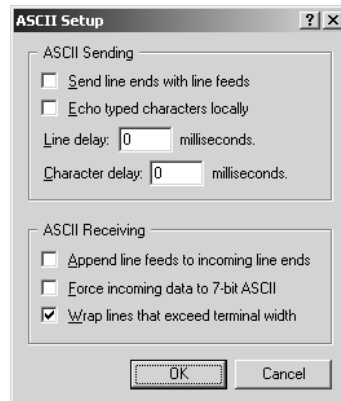 ASCII Setup
ASCII Sending
Send line ends with line feeds
Echo typed characters locally
Line delay: 0 milliseconds.
Character delay: 0 milliseconds.
ASCII Receiving
Append line feeds to incoming line ends
Force incoming data to 7-bit ASCII
Wrap lines that exceed terminal width
OK Cancel